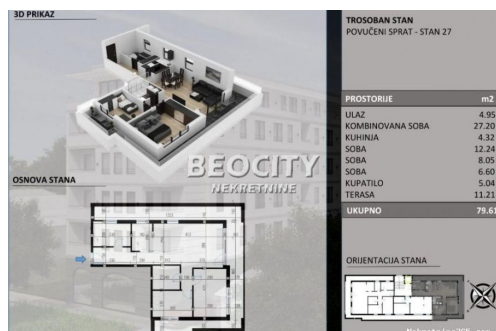 3D PRIKAZ
TROSOBAN STAN
POVUČENI SPRAT - STAN 27
PROSTORIJE m2
ULAZ 4.95
KOMBINOVANA SOBA 27.20
KUHINJA 4.32
SOBA 12.24
SOBA 8.05
SOBA 6.60
KUPATILO 5.04
TERASA 11.21
UKUPNO 79.61
BEOCITY
NEKRETNINE
OSNOVA STANA
ORIJENTACIJA STANA